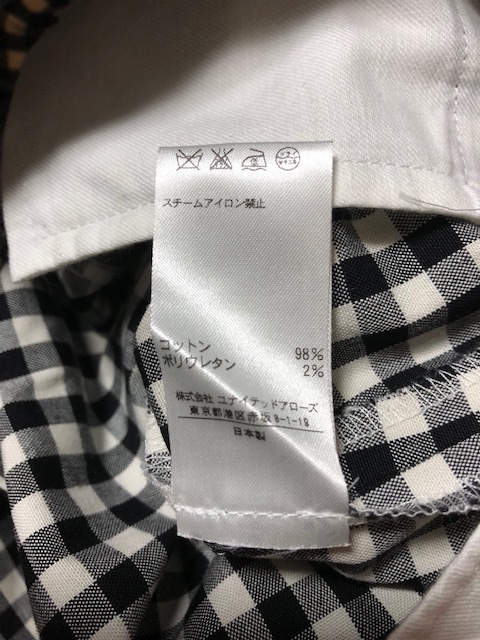 スチームアイロン禁止
コットン 98%
ポリウレタン 2%
株式会社 ユナイテッドアローズ
東京都港区赤坂8-1-19
日本製